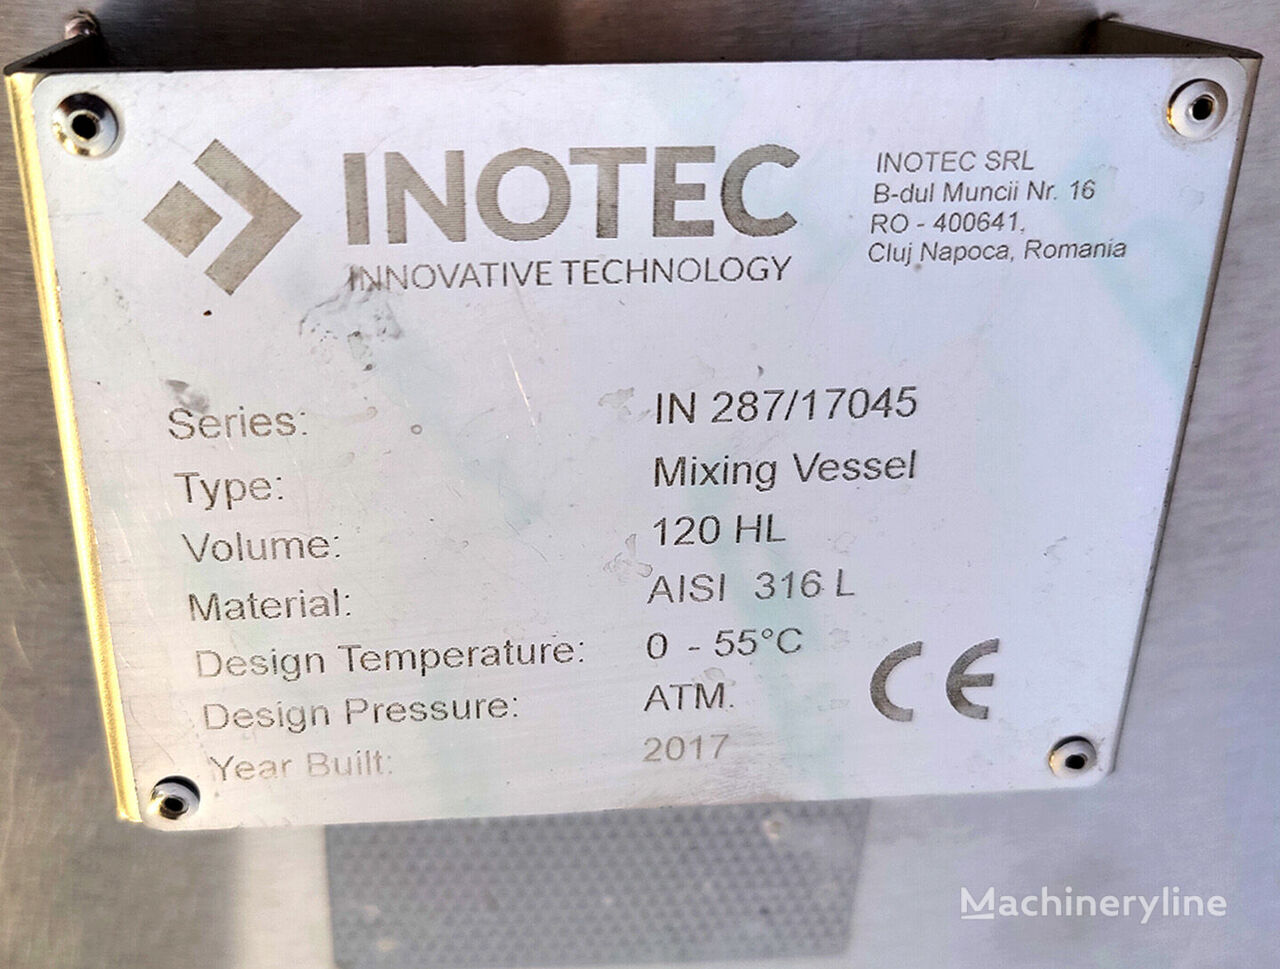 INOTEC
INNOVATIVE TECHNOLOGY
INOTEC SRL
B-dul Muncii Nr. 16
RO - 400641,
Cluj Napoca, Romania
Series: IN 287/17045
Type: Mixing Vessel
Volume: 120 HL
Material: AISI 316 L
Design Temperature: 0 - 55°C
Design Pressure: ATM.
Year Built: 2017
CE
Machineryline